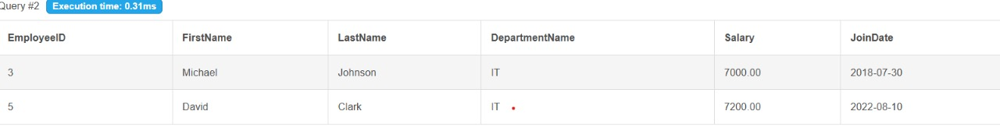 Query #2 Execution time: 0.31ms
EmployeeID FirstName LastName DepartmentName Salary JoinDate
3 Michael Johnson IT 7000.00 2018-07-30
5 David Clark IT 7200.00 2022-08-10